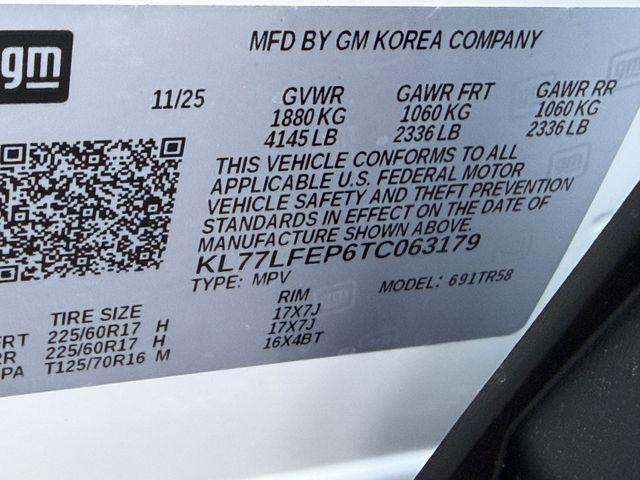 gm
MFD BY GM KOREA COMPANY
11/25 GVWR GAWR FRT GAWR RR
1880 KG 1060 KG 1060 KG
4145 LB 2336 LB 2336 LB
THIS VEHICLE CONFORMS TO ALL
APPLICABLE U.S. FEDERAL MOTOR
VEHICLE SAFETY AND THEFT PREVENTION
STANDARDS IN EFFECT ON THE DATE OF
MANUFACTURE SHOWN ABOVE.
KL77LFEP6TC063179
TYPE: MPV MODEL: 691TR58
TIRE SIZE RIM
FRT 225/60R17 H 17X7J
RR 225/60R17 H 17X7J
PA T125/70R16 M 16X4BT